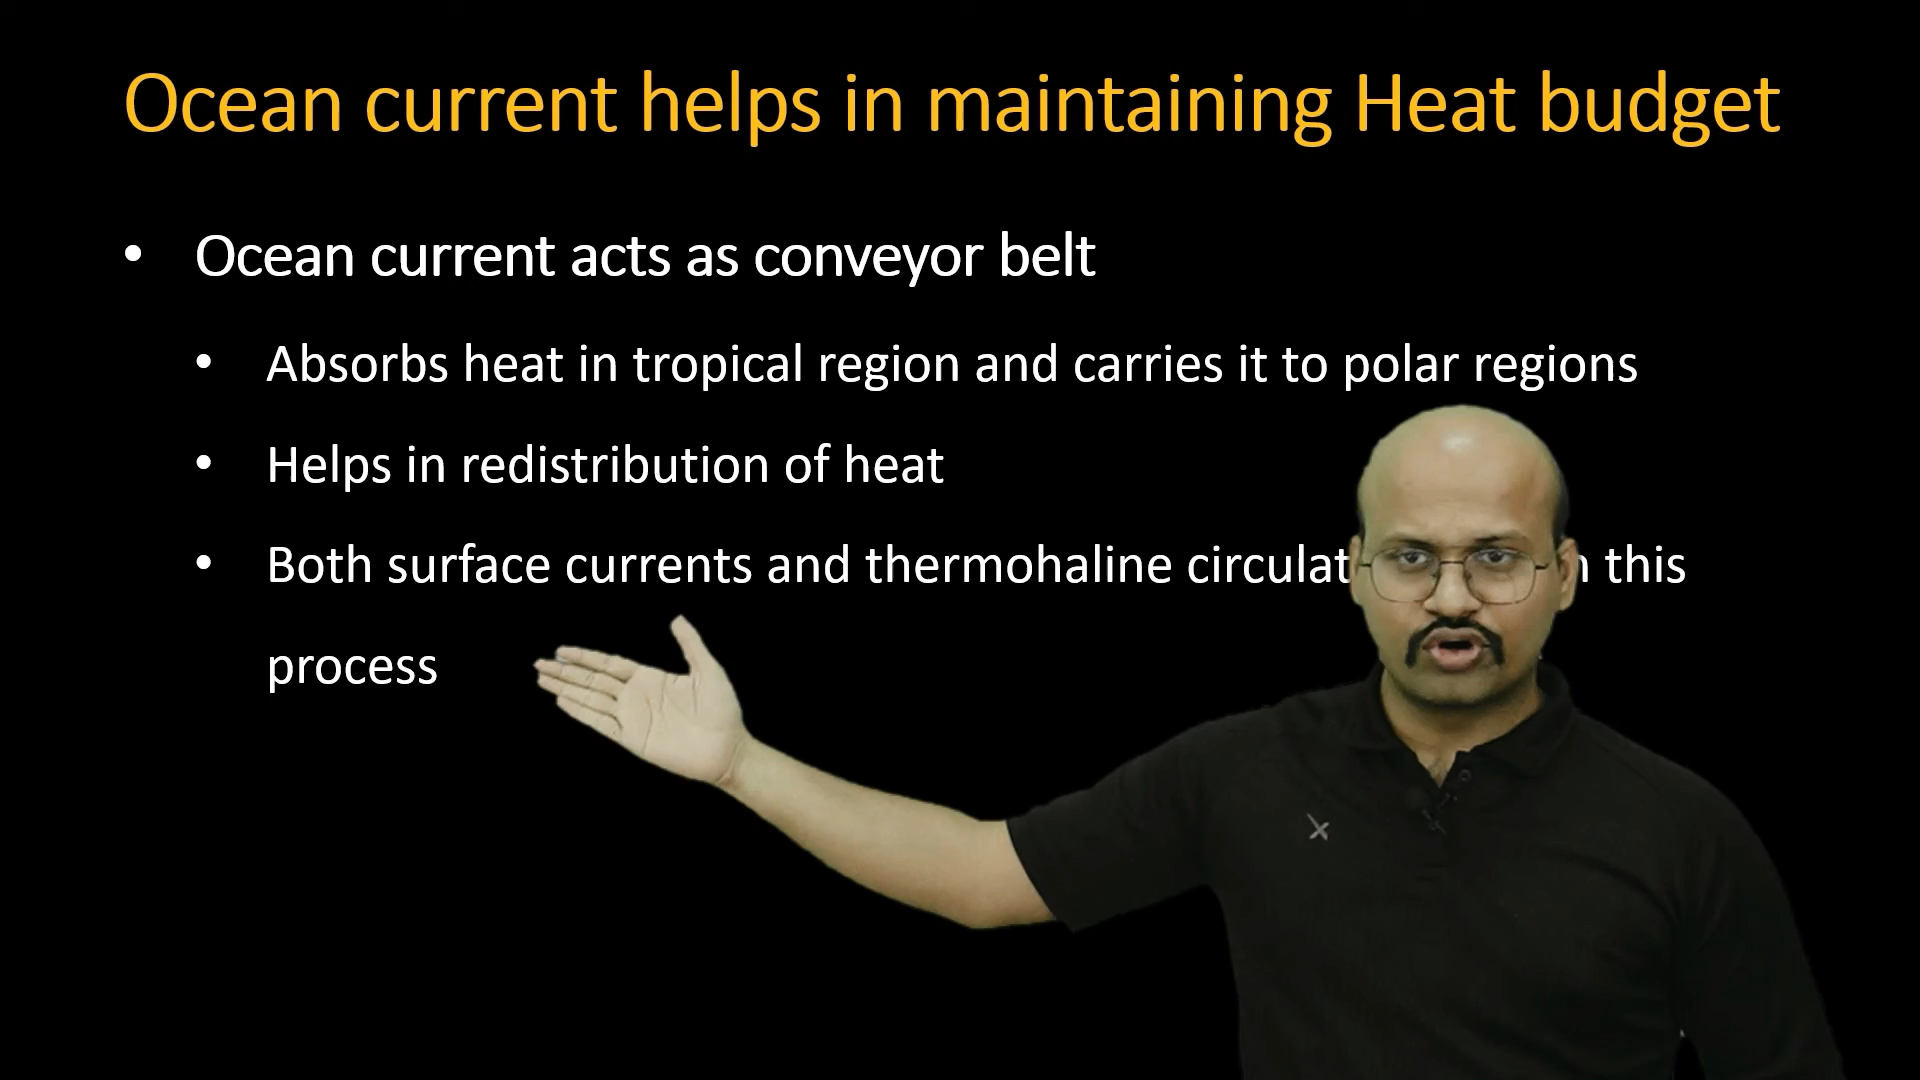 Ocean current helps in maintaining Heat budget
• Ocean current acts as conveyor belt
• Absorbs heat in tropical region and carries it to polar regions
• Helps in redistribution of heat
• Both surface currents and thermohaline this
process